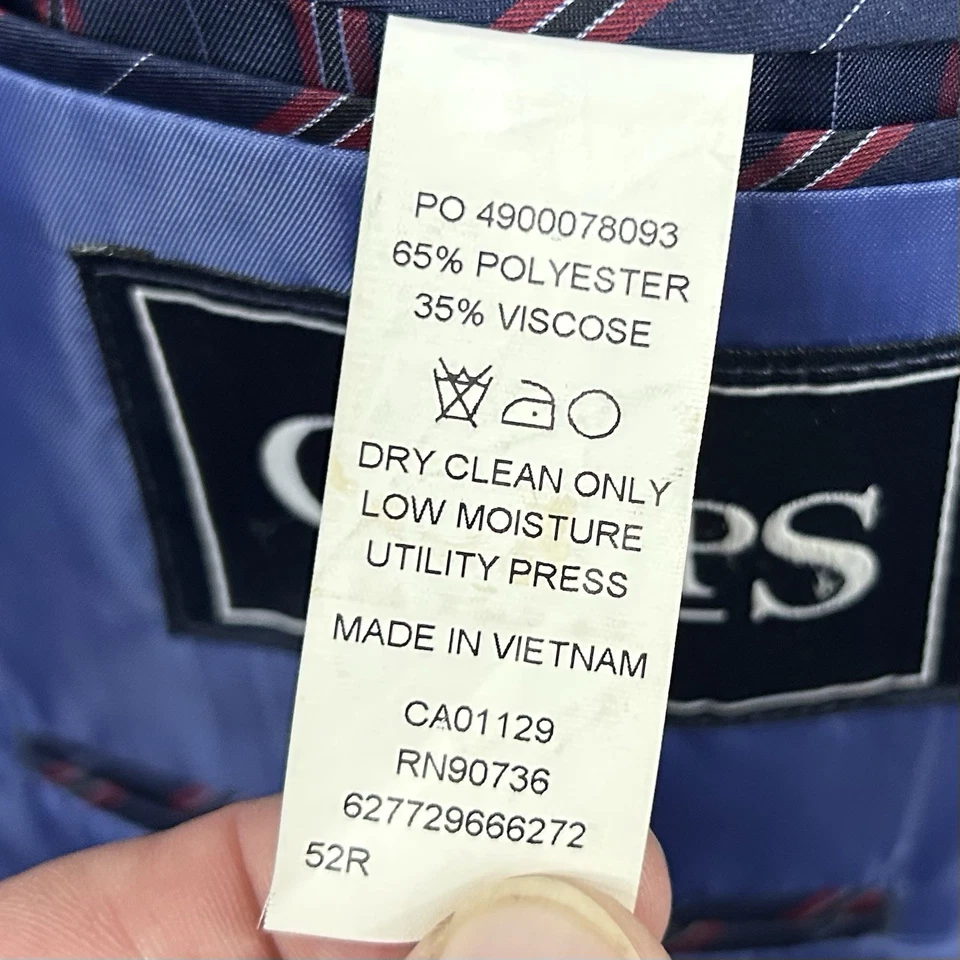 PO 4900078093
65% POLYESTER
35% VISCOSE
DRY CLEAN ONLY
LOW MOISTURE
UTILITY PRESS
MADE IN VIETNAM
CA01129
RN90736
627729666272
52R